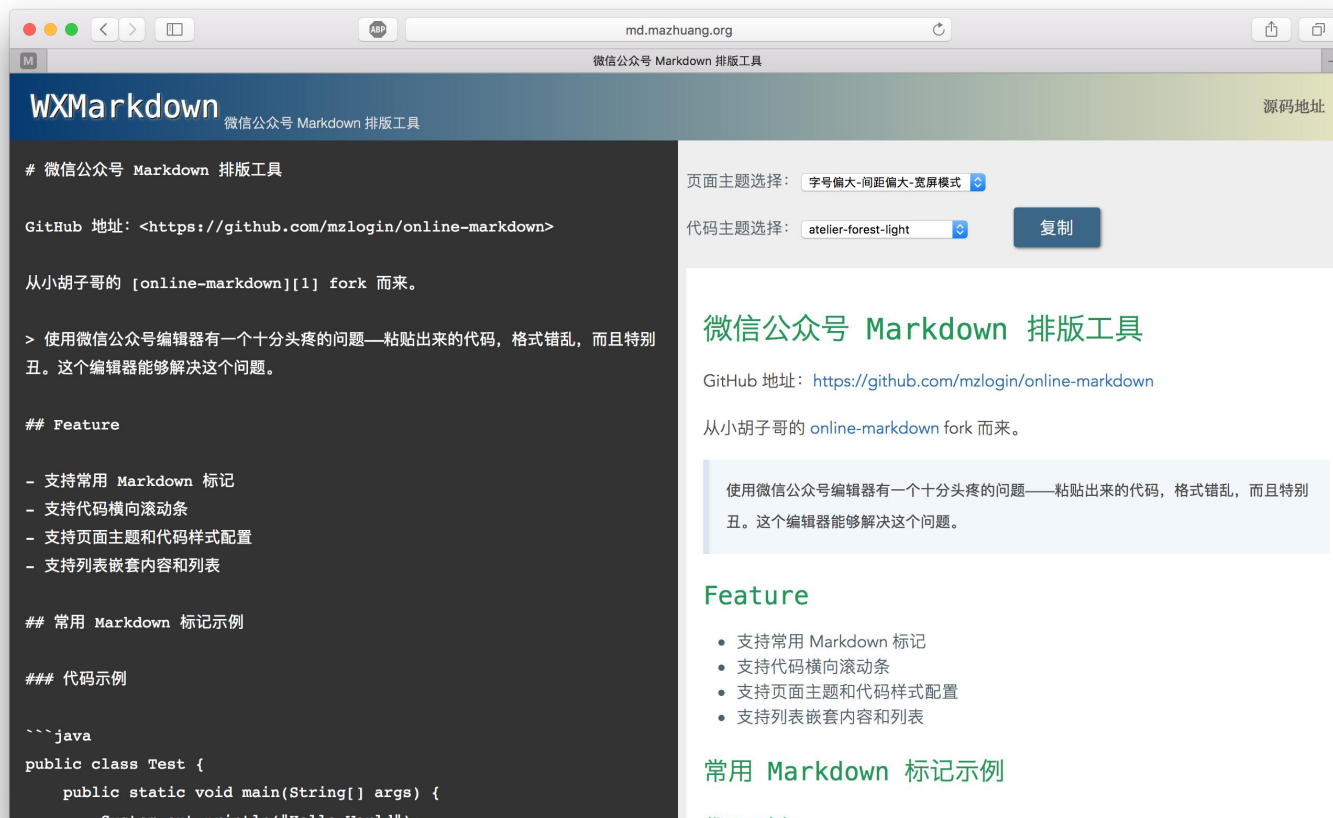 ABP
md.mazhuang.org
M
微信公众号 Markdown 排版工具
WXMarkdown
微信公众号 Markdown 排版工具
源码地址
# 微信公众号 Markdown 排版工具
GitHub 地址：<https://github.com/mzlogin/online-markdown>
从小胡子哥的 [online-markdown][1] fork 而来。
> 使用微信公众号编辑器有一个十分头疼的问题——粘贴出来的代码，格式错乱，而且特别
丑。这个编辑器能够解决这个问题。
## Feature
- 支持常用 Markdown 标记
- 支持代码横向滚动条
- 支持页面主题和代码样式配置
- 支持列表嵌套内容和列表
## 常用 Markdown 标记示例
### 代码示例
```java
public class Test {
    public static void main(String[] args) {
页面主题选择：
字号偏大-间距偏大-宽屏模式
代码主题选择：
atelier-forest-light
复制
微信公众号 Markdown 排版工具
GitHub 地址：https://github.com/mzlogin/online-markdown
从小胡子哥的 online-markdown fork 而来。
使用微信公众号编辑器有一个十分头疼的问题——粘贴出来的代码，格式错乱，而且特别
丑。这个编辑器能够解决这个问题。
Feature
• 支持常用 Markdown 标记
• 支持代码横向滚动条
• 支持页面主题和代码样式配置
• 支持列表嵌套内容和列表
常用 Markdown 标记示例